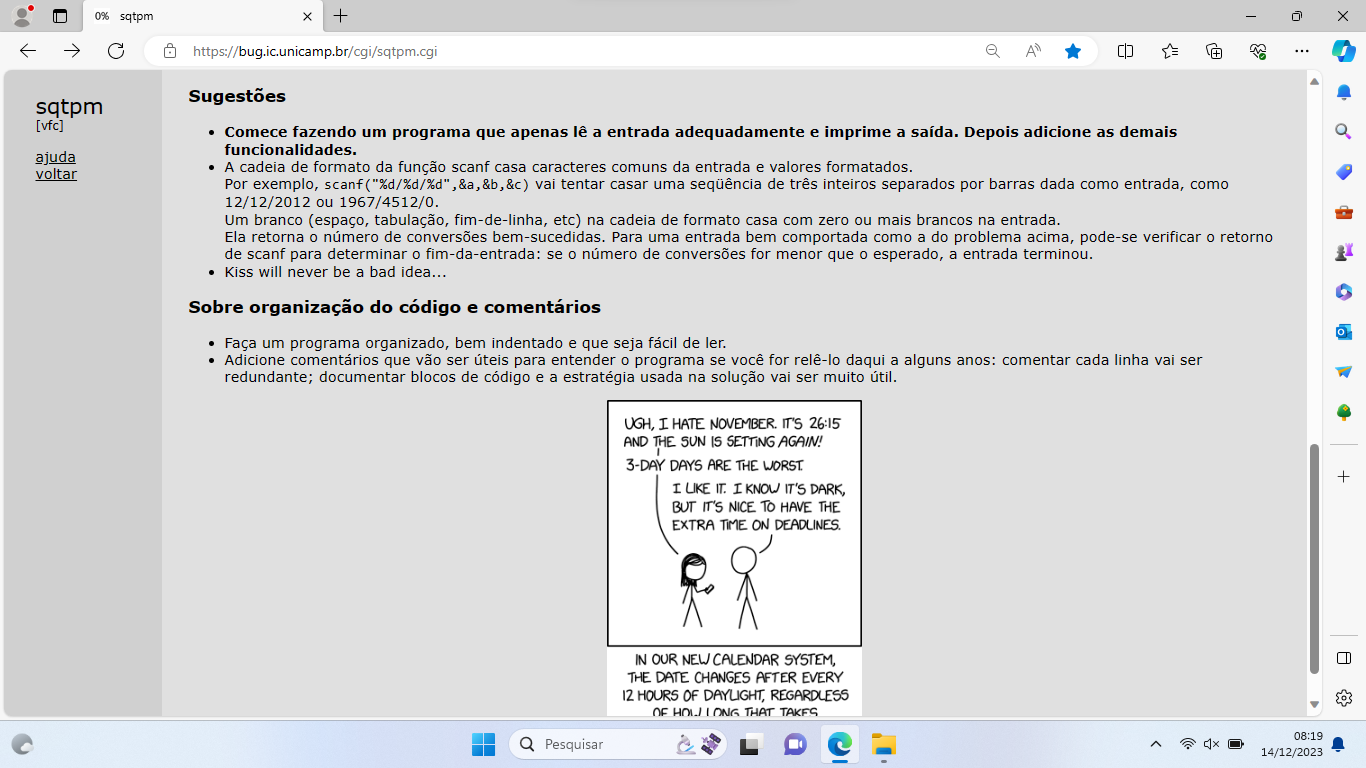 0% sqtpm
https://bug.ic.unicamp.br/cgi/sqtpm.cgi
sqtpm
[vfc]
ajuda
voltar
Sugestões
Comece fazendo um programa que apenas lê a entrada adequadamente e imprime a saída. Depois adicione as demais
funcionalidades.
A cadeia de formato da função scanf casa caracteres comuns da entrada e valores formatados.
Por exemplo, scanf("%d/%d/%d",&a,&b,&c) vai tentar casar uma seqüência de três inteiros separados por barras dada como entrada, como
12/12/2012 ou 1967/4512/0.
Um branco (espaço, tabulação, fim-de-linha, etc) na cadeia de formato casa com zero ou mais brancos na entrada.
Ela retorna o número de conversões bem-sucedidas. Para uma entrada bem comportada como a do problema acima, pode-se verificar o retorno
de scanf para determinar o fim-da-entrada: se o número de conversões for menor que o esperado, a entrada terminou.
Kiss will never be a bad idea...
Sobre organização do código e comentários
Faça um programa organizado, bem indentado e que seja fácil de ler.
Adicione comentários que vão ser úteis para entender o programa se você for relê-lo daqui a alguns anos: comentar cada linha vai ser
redundante; documentar blocos de código e a estratégia usada na solução vai ser muito útil.
UGH, I HATE NOVEMBER. IT'S 26:15
AND THE SUN IS SETTING AGAIN!
3-DAY DAYS ARE THE WORST.
I LIKE IT. I KNOW IT'S DARK,
BUT IT'S NICE TO HAVE THE
EXTRA TIME ON DEADLINES.
IN OUR NEW CALENDAR SYSTEM,
THE DATE CHANGES AFTER EVERY
12 HOURS OF DAYLIGHT, REGARDLESS
OF HOW LONG THAT TAKES.
Pesquisar
08:19
14/12/2023